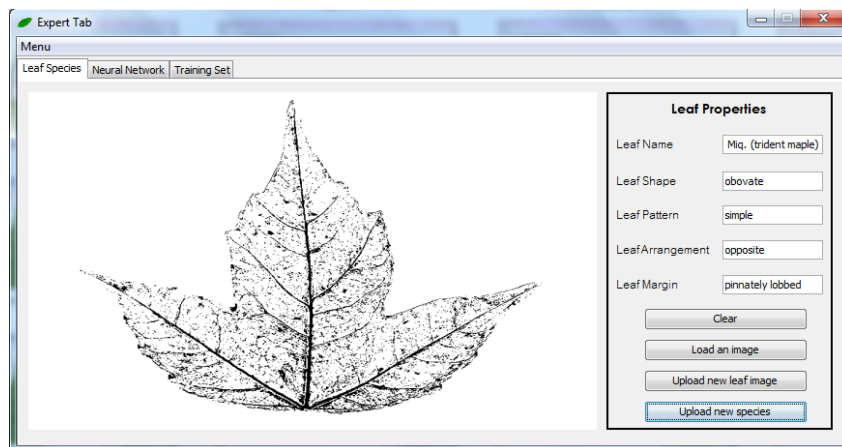 Expert Tab
Menu
Leaf Species Neural Network Training Set
Leaf Properties
Leaf Name Miq. (trident maple)
Leaf Shape obovate
Leaf Pattern simple
Leaf Arrangement opposite
Leaf Margin pinnately lobbed
Clear
Load an image
Upload new leaf image
Upload new species